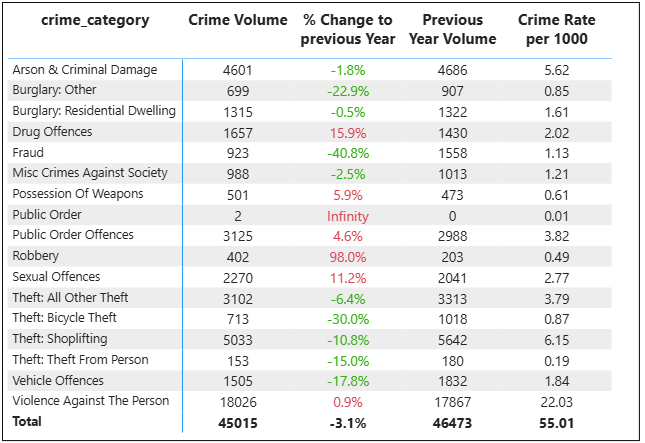 crime_category Crime Volume % Change to previous Year Previous Year Volume Crime Rate per 1000
Arson & Criminal Damage 4601 -1.8% 4686 5.62
Burglary: Other 699 -22.9% 907 0.85
Burglary: Residential Dwelling 1315 -0.5% 1322 1.61
Drug Offences 1657 15.9% 1430 2.02
Fraud 923 -40.8% 1558 1.13
Misc Crimes Against Society 988 -2.5% 1013 1.21
Possession Of Weapons 501 5.9% 473 0.61
Public Order 2 Infinity 0 0.01
Public Order Offences 3125 4.6% 2988 3.82
Robbery 402 98.0% 203 0.49
Sexual Offences 2270 11.2% 2041 2.77
Theft: All Other Theft 3102 -6.4% 3313 3.79
Theft: Bicycle Theft 713 -30.0% 1018 0.87
Theft: Shoplifting 5033 -10.8% 5642 6.15
Theft: Theft From Person 153 -15.0% 180 0.19
Vehicle Offences 1505 -17.8% 1832 1.84
Violence Against The Person 18026 0.9% 17867 22.03
Total 45015 -3.1% 46473 55.01